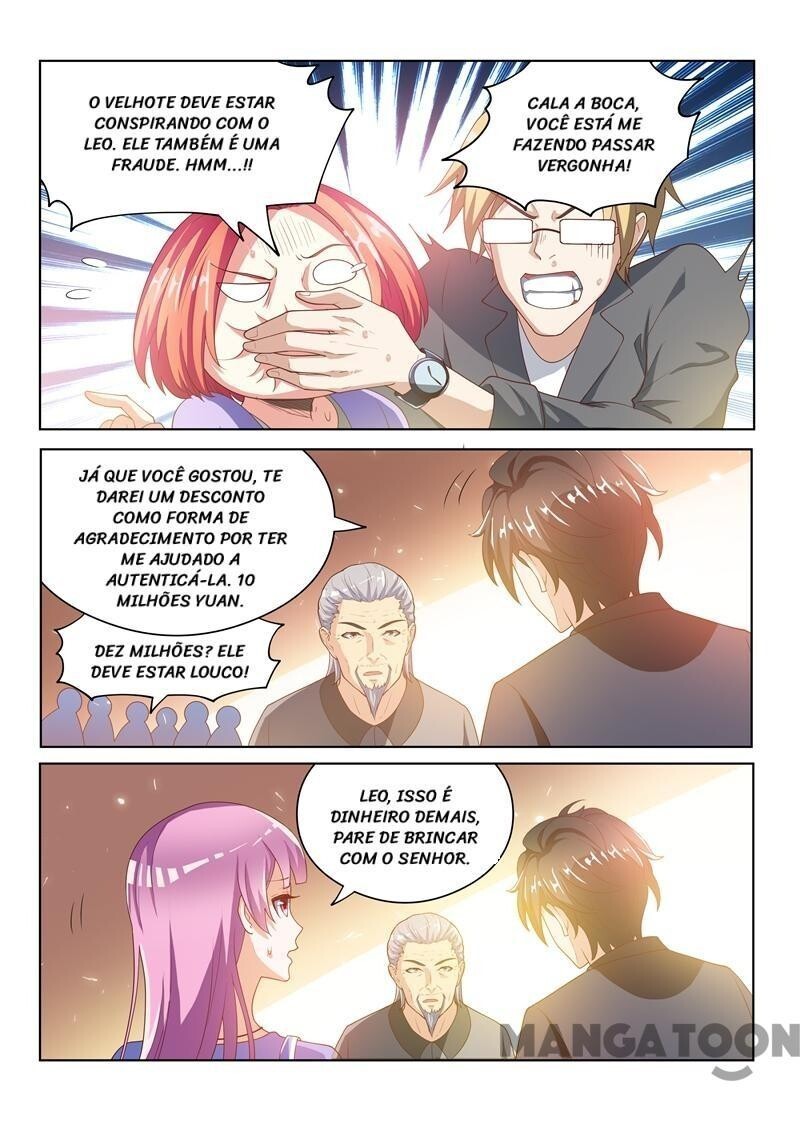 O VELHOTE DEVE ESTAR
CONSPIRANDO COM O
LEO. ELE TAMBÉM É UMA
FRAUDE. HMM...!!
CALA A BOCA,
VOCÊ ESTÁ ME
FAZENDO PASSAR
VERGONHA!
JÁ QUE VOCÊ GOSTOU, TE
DAREI UM DESCONTO
COMO FORMA DE
AGRADECIMENTO POR TER
ME AJUDADO A
AUTENTICÁ-LA. 10
MILHÕES YUAN.
DEZ MILHÕES? ELE
DEVE ESTAR LOUCO!
LEO, ISSO É
DINHEIRO DEMAIS,
PARE DE BRINCAR
COM O SENHOR.
MANGATOON